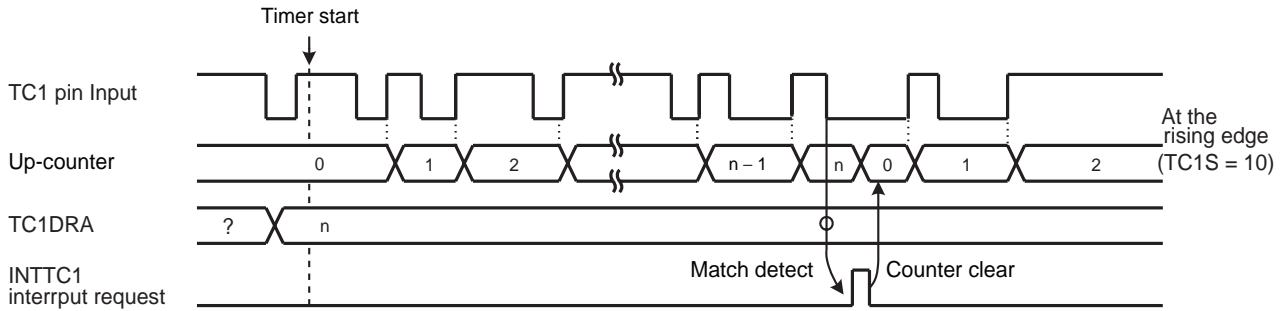 Timer start
TC1 pin Input
At the
rising edge
(TC1S = 10)
Up-counter
0
1
2
n – 1
n
0
1
2
TC1DRA
?
n
Match detect
Counter clear
INTTC1
interrput request